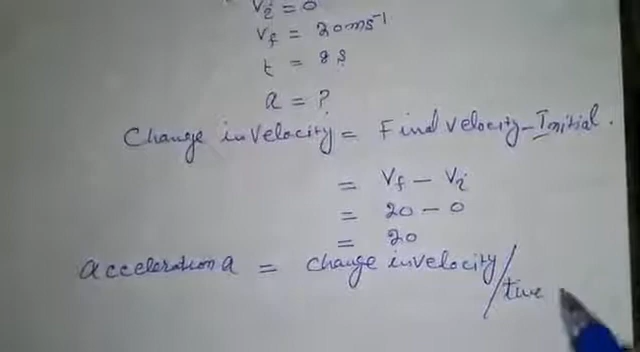 Vi = 0
Vf = 20ms-1
t = 8s
a = ?
Change in Velocity = Final Velocity - Initial.
= Vf - Vi
= 20 - 0
= 20
acceleration a = change in velocity/time